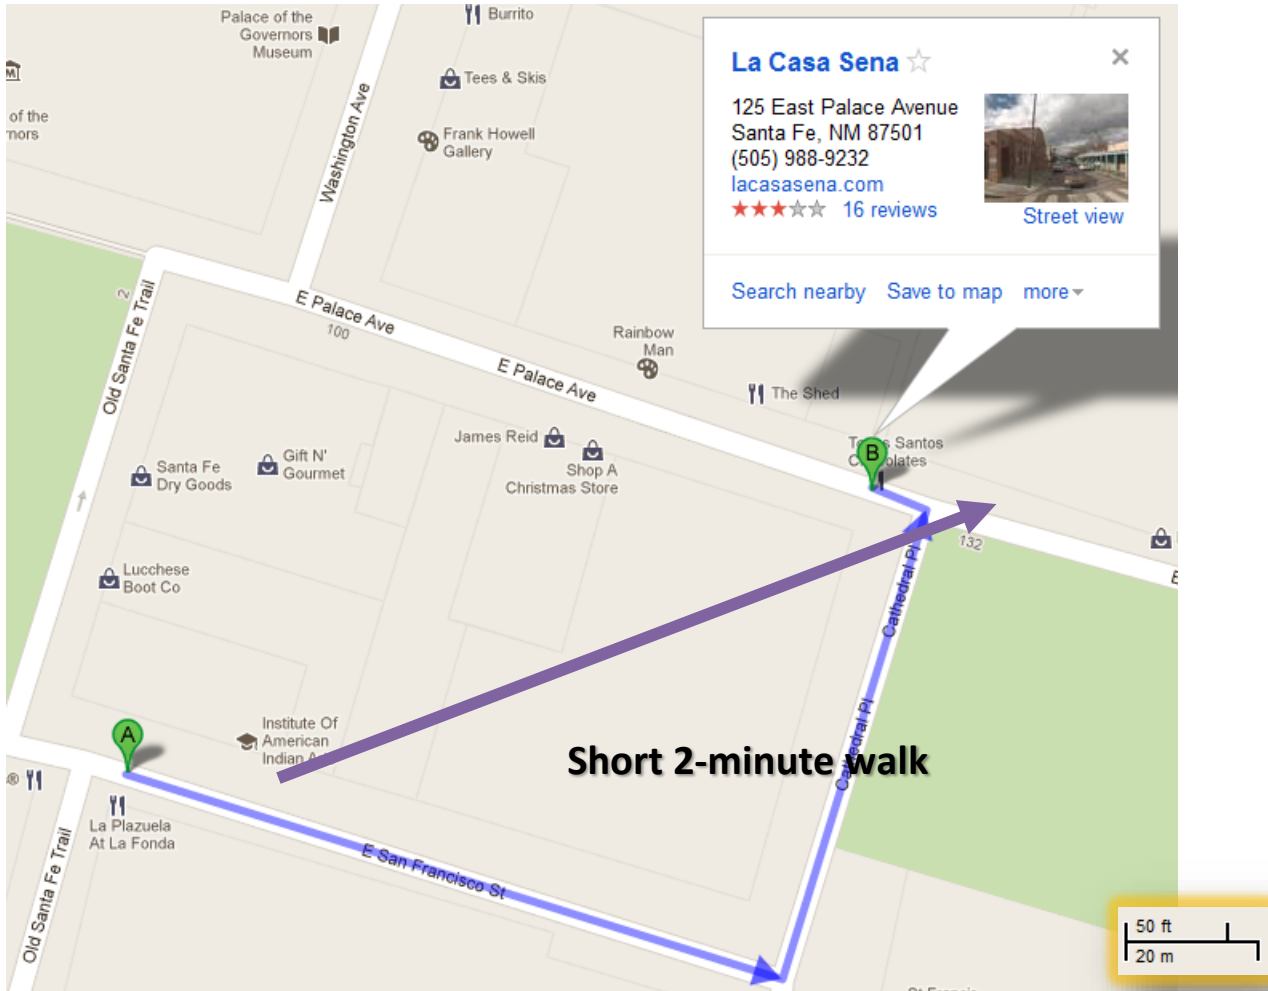 Palace of the
Governors
Museum
Burrito
Tees & Skis
Frank Howell
Gallery
of the
Washington Ave
La Casa Sena
125 East Palace Avenue
Santa Fe, NM 87501
(505) 988-9232
lacasasena.com
16 reviews
Street view
Search nearby Save to map more
2
Old Santa Fe Trail
E Palace Ave
100
E Palace Ave
Rainbow
Man
The Shed
James Reid
Shop A
Christmas Store
Gift N'
Gourmet
Santa Fe
Dry Goods
Santos
B
132
Lucchese
Boot Co
Cathedral Pl
Cathedral Pl
A
Institute Of
American
Indian
Short 2-minute walk
La Plazuela
At La Fonda
E San Francisco St
Old Santa Fe Trail
50 ft
20 m